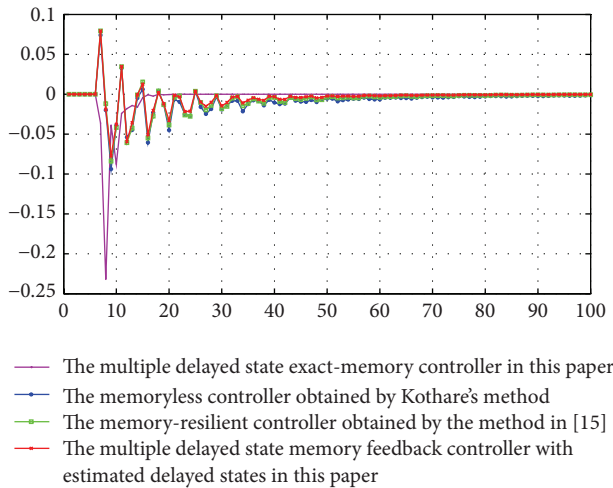 0.1
0.05
0
−0.05
−0.1
−0.15
−0.2
−0.25
0 10 20 30 40 50 60 70 80 90 100
The multiple delayed state exact-memory controller in this paper
The memoryless controller obtained by Kothare's method
The memory-resilient controller obtained by the method in [15]
The multiple delayed state memory feedback controller with
estimated delayed states in this paper